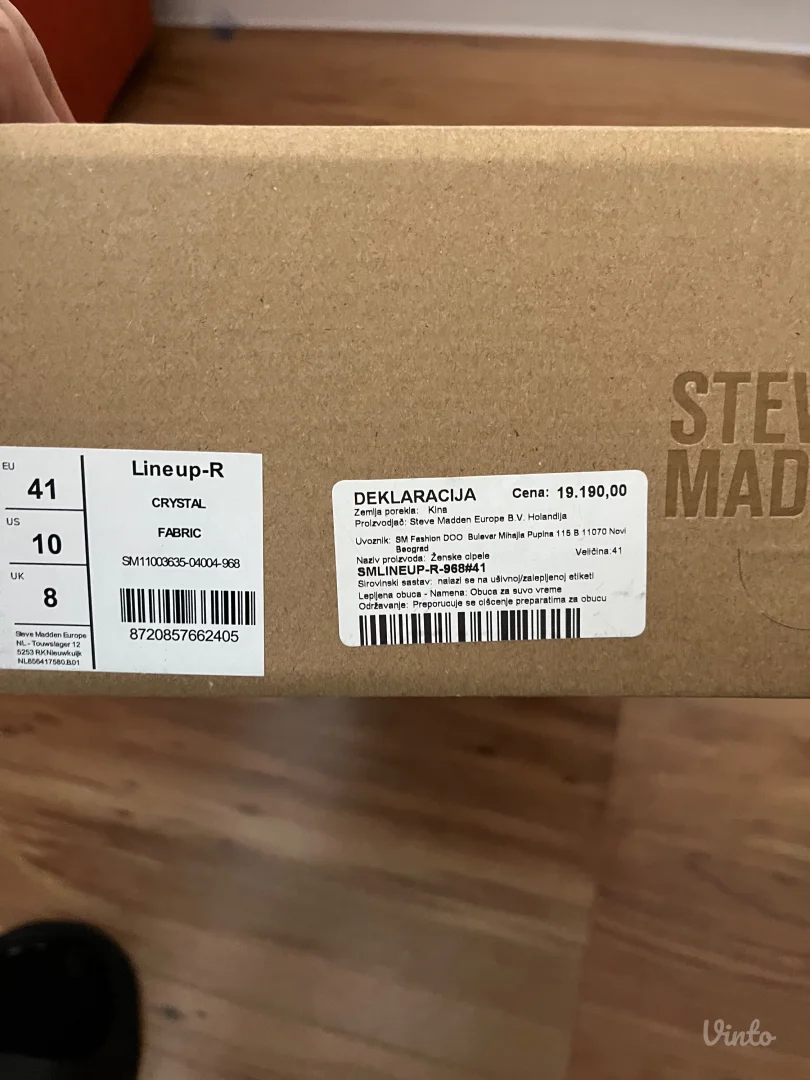 STEV
MAD
EU
41
US
10
UK
8
Steve Madden Europe
NL - Touwslager 12
5253 RK Nieuwkuijk
NL856417580.B.01
Lineup-R
CRYSTAL
FABRIC
SM11003635-04004-968
8720857662405
DEKLARACIJA Cena: 19.190,00
Zemlja porekla: Kina
Proizvodjač: Steve Madden Europe B.V. Holandija
Uvoznik: SM Fashion DOO Bulevar Mihajla Pupina 115 B 11070 Novi
Beograd
Naziv proizvoda: Ženske cipele Veličina:41
SMLINEUP-R-968#41
Sirovinski sastav: nalazi se na ušivnoj/zalepljenoj etiketi
Lepljena obuca - Namena: Obuca za suvo vreme
Održavanje: Preporucuje se cišcenje preparatima za obucu
Vinto